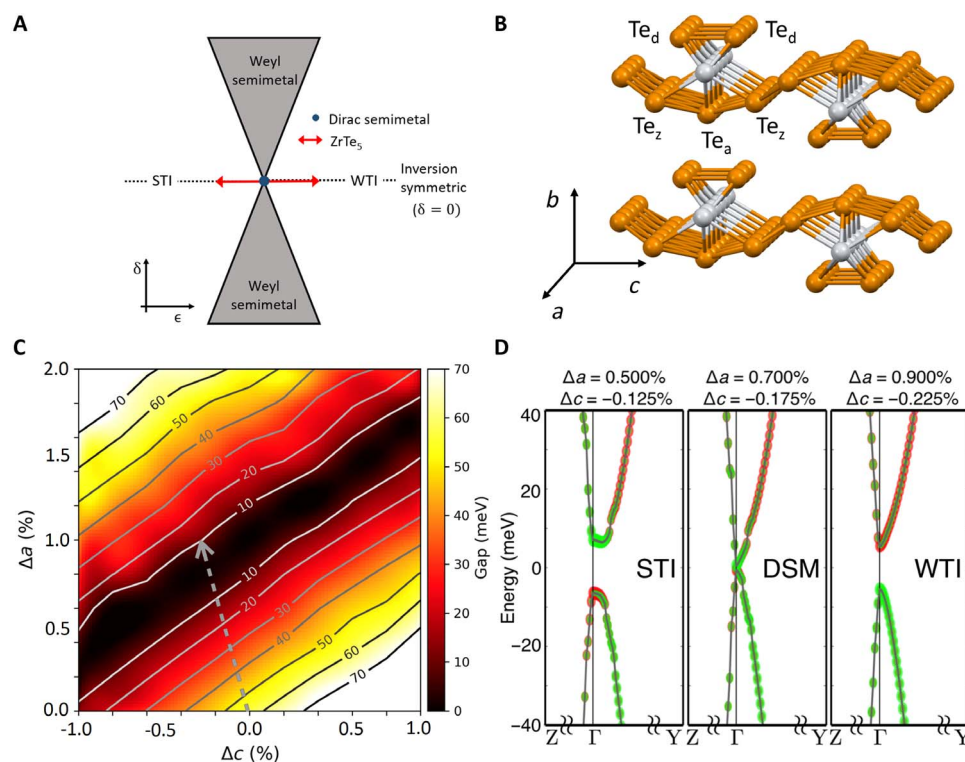 A
Weyl
semimetal
Dirac semimetal
ZrTe5
STI
WTI
Inversion
symmetric
(δ = 0)
Weyl
semimetal
δ
ϵ
B
Ted
Ted
Tez
Tea
Tez
b
c
a
C
2.0
1.5
1.0
0.5
0.0
Δa (%)
70
60
50
40
30
20
10
10
20
30
40
50
60
70
-1.0
-0.5
0.0
0.5
1.0
Δc (%)
70
60
50
40
30
20
10
0
Gap (meV)
D
Δa = 0.500%
Δc = −0.125%
Δa = 0.700%
Δc = −0.175%
Δa = 0.900%
Δc = −0.225%
40
20
0
−20
−40
Energy (meV)
STI
DSM
WTI
Z
Γ
Y
Z
Γ
Y
Z
Γ
Y